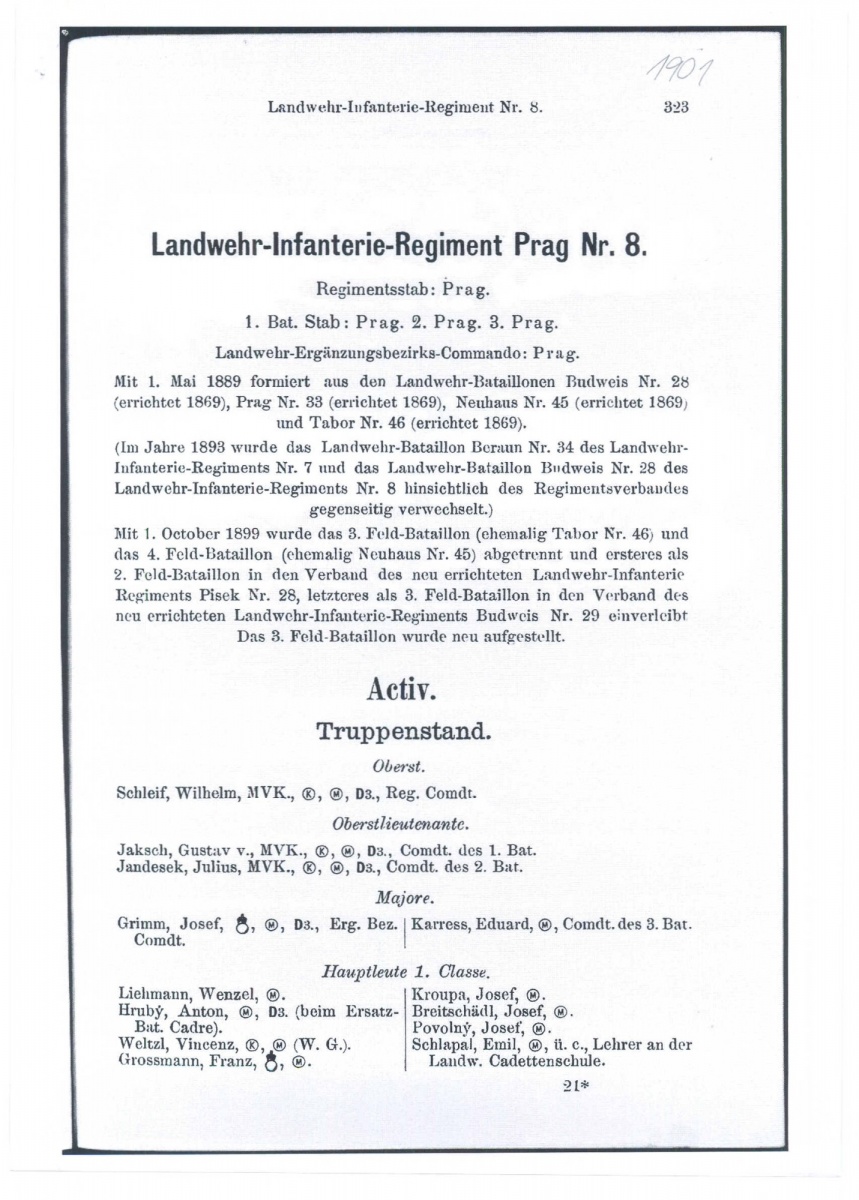 1901
Landwehr-Infanterie-Regiment Nr. 8. 323
Landwehr-Infanterie-Regiment Prag Nr. 8.
Regimentsstab: Prag.
1. Bat. Stab: Prag. 2. Prag. 3. Prag.
Landwehr-Ergänzungsbezirks-Commando: Prag.
Mit 1. Mai 1889 formiert aus den Landwehr-Bataillonen Budweis Nr. 28
(errichtet 1869), Prag Nr. 33 (errichtet 1869), Neuhaus Nr. 45 (errichtet 1869)
und Tabor Nr. 46 (errichtet 1869).
(Im Jahre 1893 wurde das Landwehr-Bataillon Beraun Nr. 34 des Landwehr-
Infanterie-Regiments Nr. 7 und das Landwehr-Bataillon Budweis Nr. 28 des
Landwehr-Infanterie-Regiments Nr. 8 hinsichtlich des Regimentsverbandes
gegenseitig verwechselt.)
Mit 1. October 1899 wurde das 3. Feld-Bataillon (ehemalig Tabor Nr. 46) und
das 4. Feld-Bataillon (ehemalig Neuhaus Nr. 45) abgetrennt und ersteres als
2. Feld-Bataillon in den Verband des neu errichteten Landwehr-Infanterie
Regiments Pisek Nr. 28, letzteres als 3. Feld-Bataillon in den Verband des
neu errichteten Landwehr-Infanterie-Regiments Budweis Nr. 29 einverleibt
Das 3. Feld-Bataillon wurde neu aufgestellt.
Activ.
Truppenstand.
Oberst.
Schleif, Wilhelm, MVK., Ⓚ, Ⓜ, D3., Reg. Comdt.
Oberstlieutenante.
Jaksch, Gustav v., MVK., Ⓚ, Ⓜ, D3., Comdt. des 1. Bat.
Jandesek, Julius, MVK., Ⓚ, Ⓜ, D3., Comdt. des 2. Bat.
Majore.
Grimm, Josef, , Ⓜ, D3., Erg. Bez.
Comdt.
Karress, Eduard, Ⓜ, Comdt. des 3. Bat.
Hauptleute 1. Classe.
Liehmann, Wenzel, Ⓜ.
Hrubý, Anton, Ⓜ, D3. (beim Ersatz-
Bat. Cadre).
Weltzl, Vincenz, Ⓚ, Ⓜ (W. G.).
Grossmann, Franz, , Ⓜ.
Kroupa, Josef, Ⓜ.
Breitschädl, Josef, Ⓜ.
Povolný, Josef, Ⓜ.
Schlapal, Emil, Ⓜ, ü. c., Lehrer an der
Landw. Cadettenschule.
21*